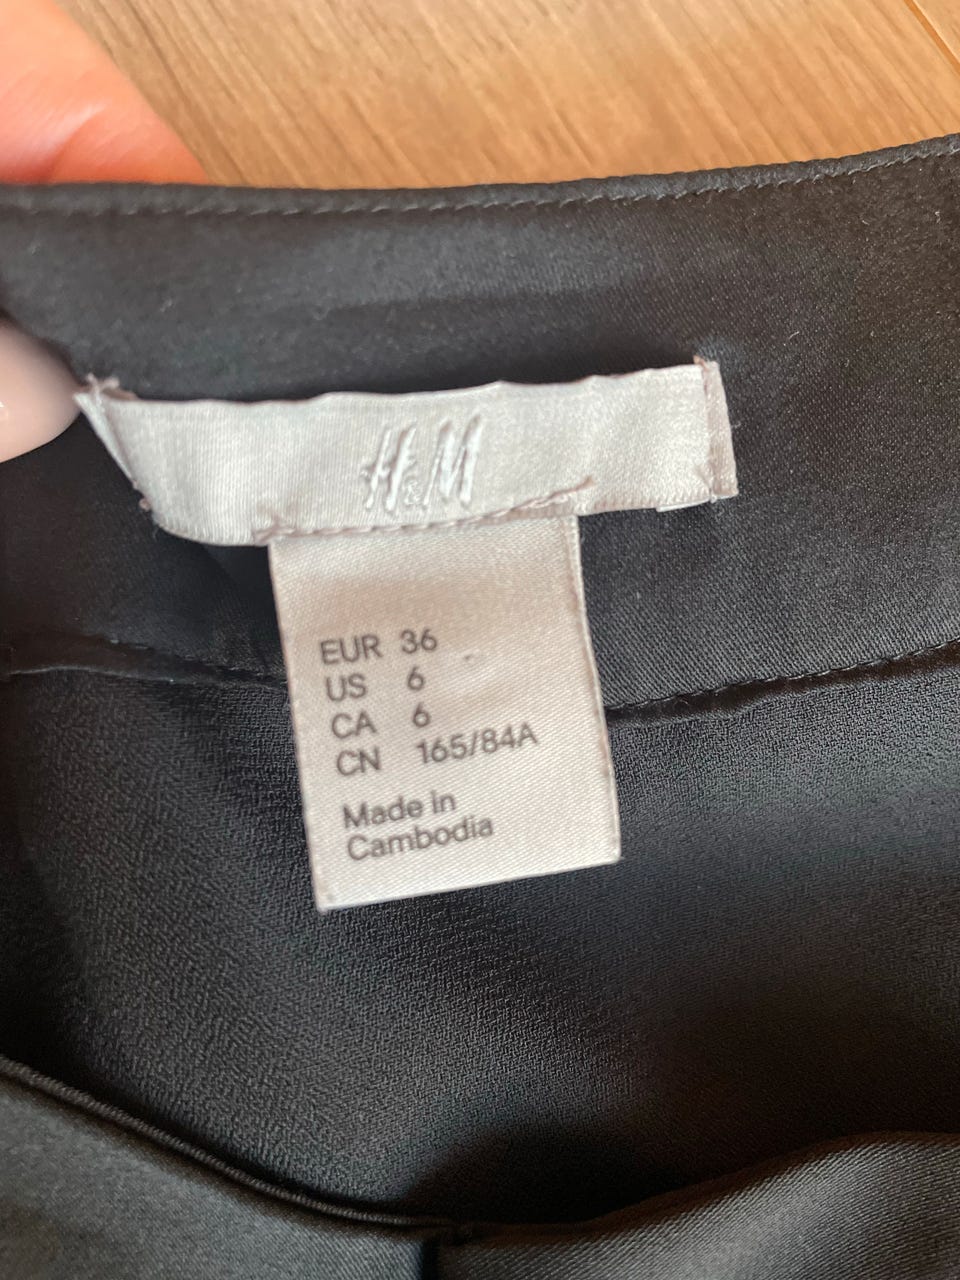 H&M
EUR 36
US 6
CA 6
CN 165/84A
Made in
Cambodia